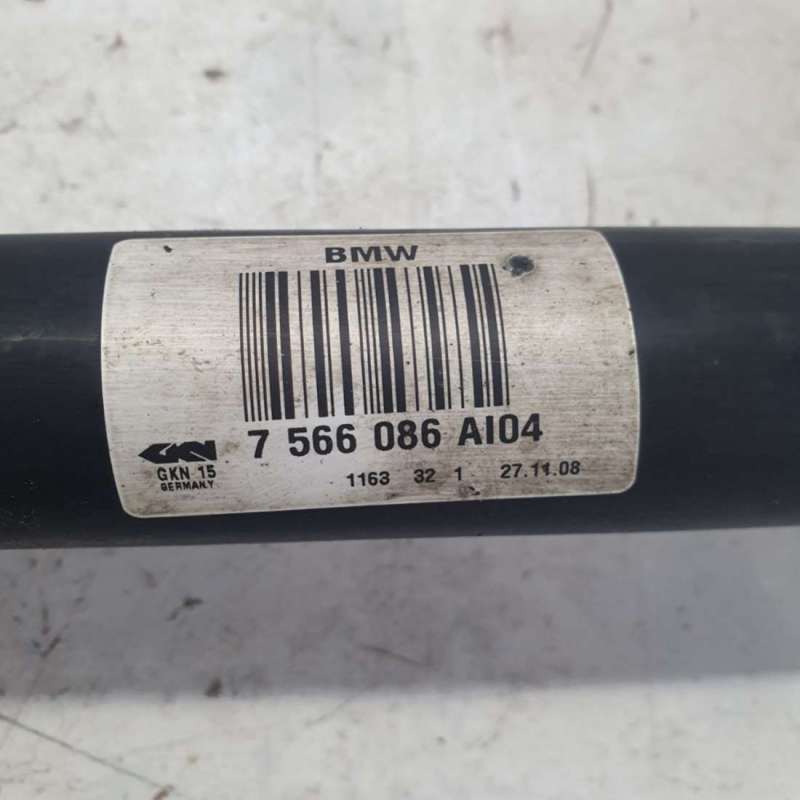 BMW
7 566 086 AI04
GKN
GKN 15
GERMANY
1163 32 1 27.11.08